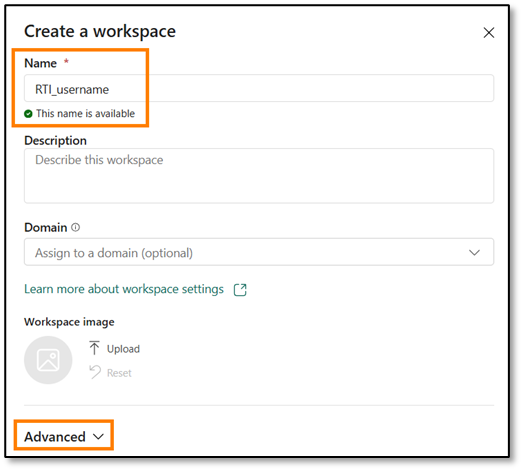 Create a workspace
Name *
RTI_username
This name is available
Description
Describe this workspace
Domain
Assign to a domain (optional)
Learn more about workspace settings
Workspace image
Upload
Reset
Advanced